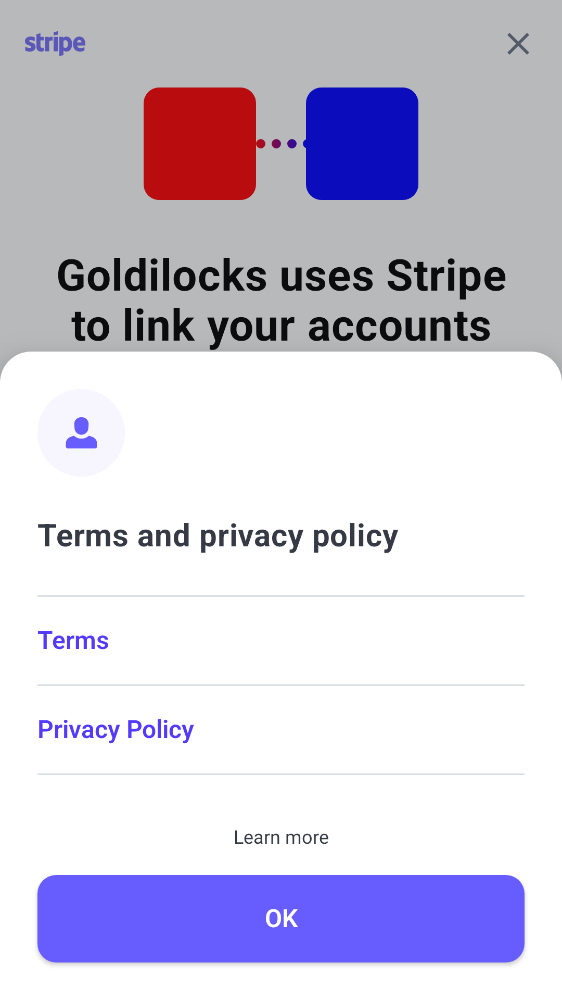 stripe
Goldilocks uses Stripe
to link your accounts
Terms and privacy policy
Terms
Privacy Policy
Learn more
OK